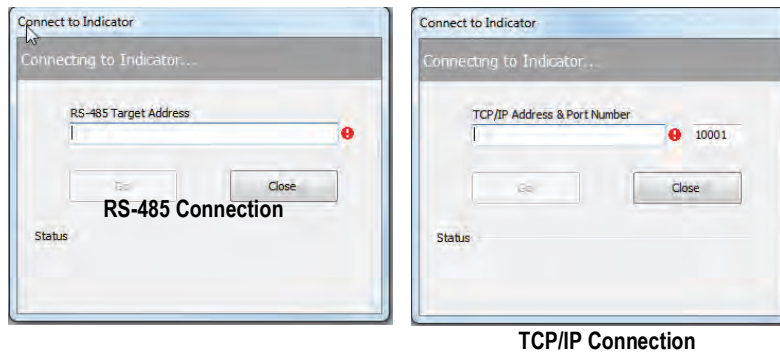 Connect to Indicator
Connecting to Indicator...
RS-485 Target Address
Go
Close
RS-485 Connection
Status
Connect to Indicator
Connecting to Indicator...
TCP/IP Address & Port Number
10001
Go
Close
Status
TCP/IP Connection